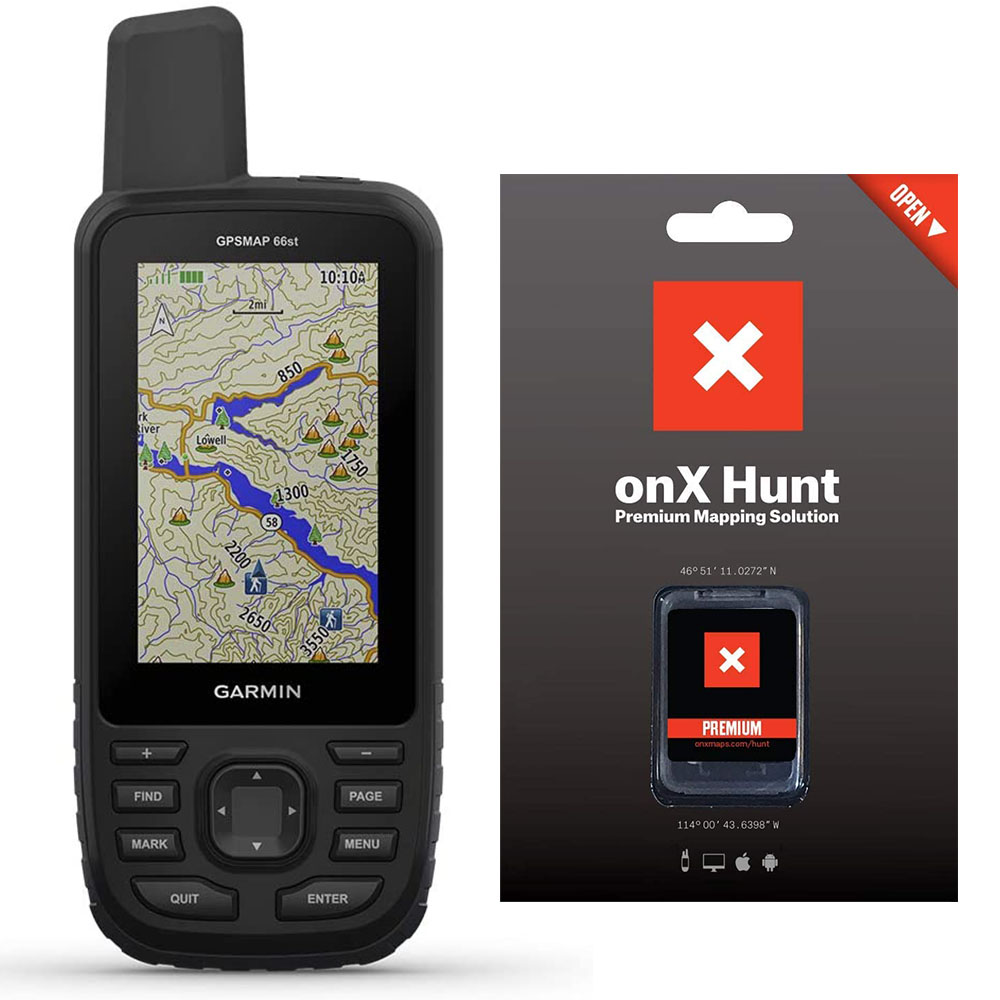 GPSMAP 66st
10:10A
2mi
N
850
rk
River
Lowell
1750
1300
58
2200
2650
3550
GARMIN
+ −
FIND PAGE
MARK MENU
QUIT ENTER
OPEN
onX Hunt
Premium Mapping Solution
46° 51' 11.0272" N
PREMIUM
onxmaps.com/hunt
114° 00' 43.6398" W